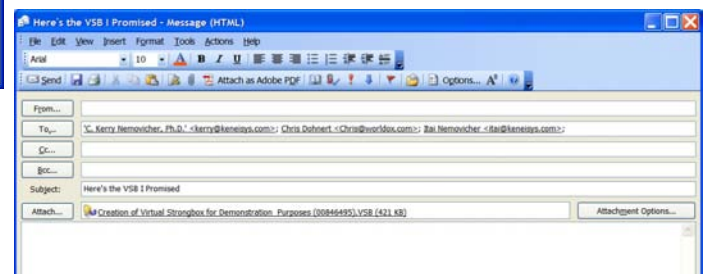 Here's the VSB I Promised - Message (HTML)
File Edit View Insert Format Tools Actions Help
Arial 10 A B I U
Send Attach as Adobe PDF Options...
From...
To... 'C. Kerry Nemovicher, Ph.D.' <kerry@keneisys.com>; Chris Dohnert <Chris@worldox.com>; Itai Nemovicher <itai@keneisys.com>;
Cc...
Bcc...
Subject: Here's the VSB I Promised
Attach... Creation of Virtual Strongbox for Demonstration Purposes (00846495).VSB (421 KB) Attachment Options...